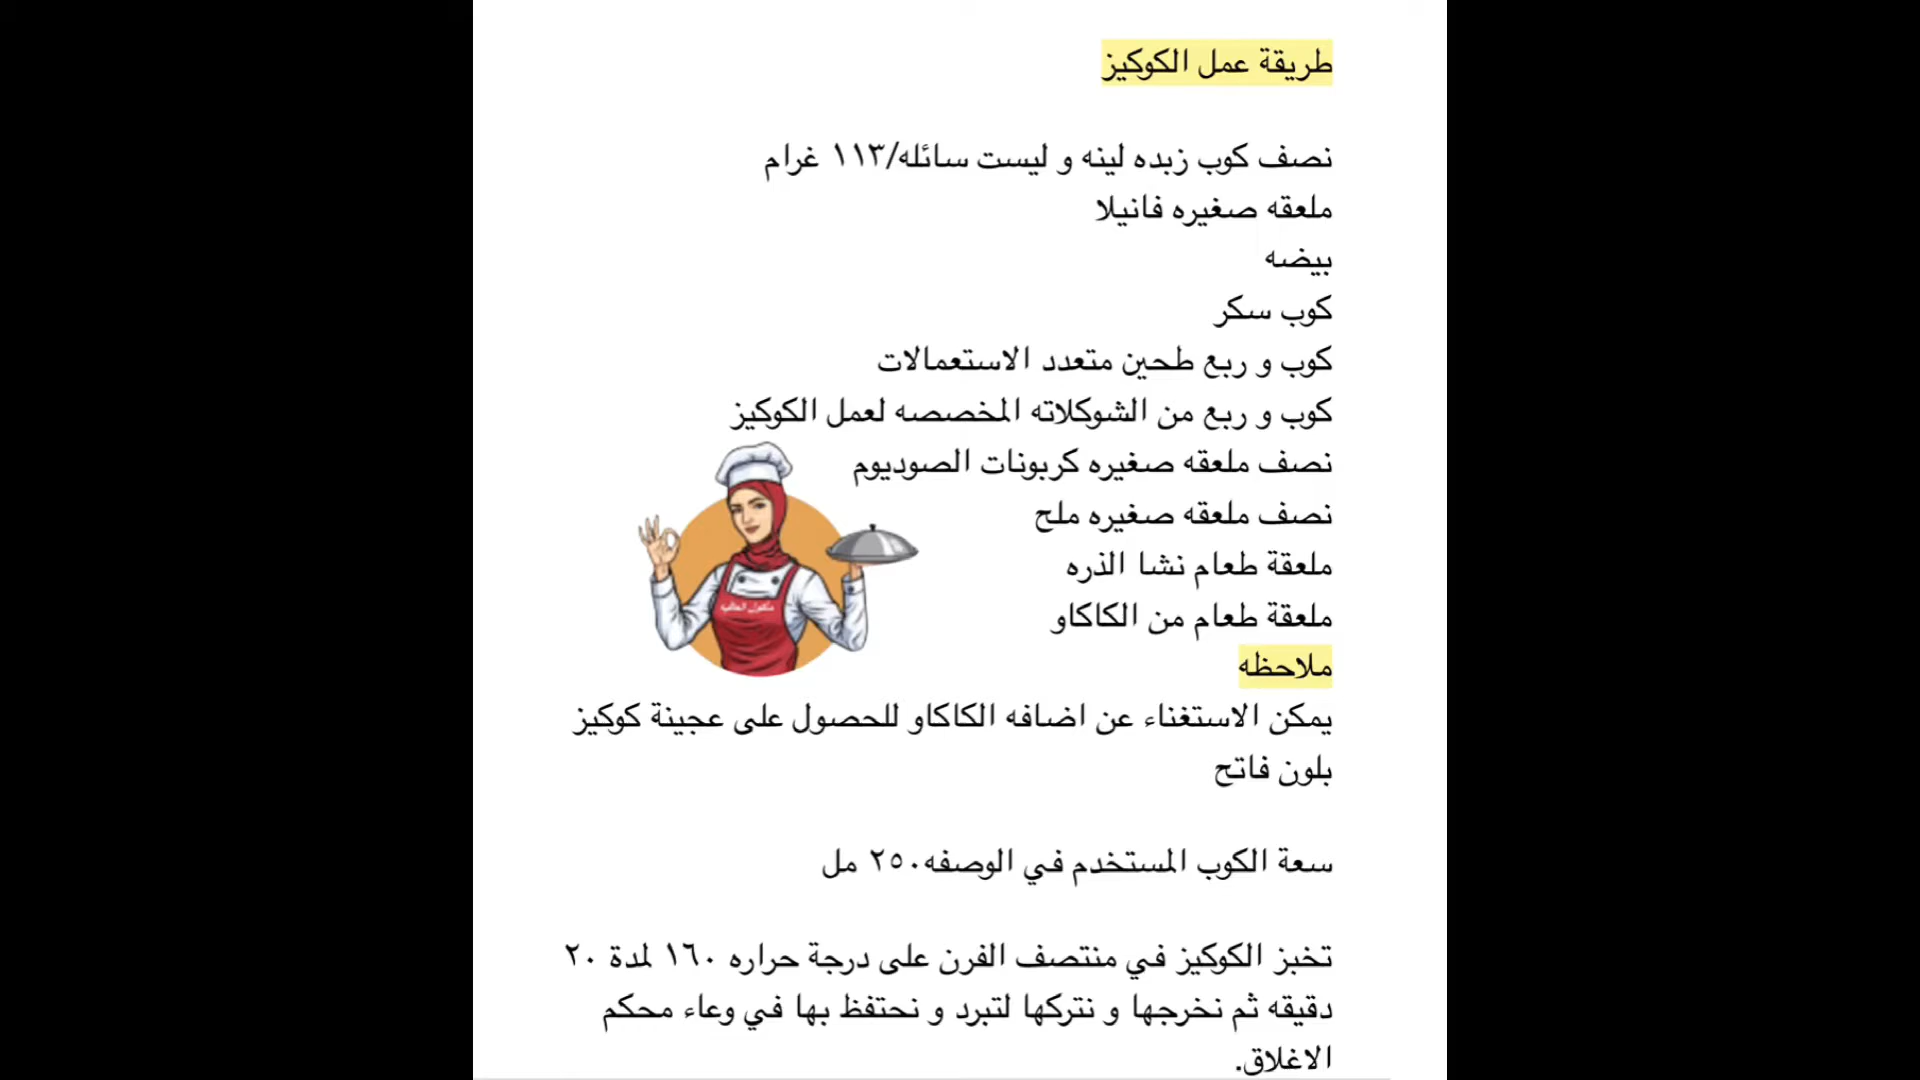 طريقة عمل الكوكيز
نصف كوب زبده لينه و ليست سائله/١١٣ غرام
ملعقه صغيره فانيلا
بيضه
كوب سكر
كوب و ربع طحين متعدد الاستعمالات
كوب و ربع من الشوكلاته المخصصه لعمل الكوكيز
نصف ملعقه صغيره كربونات الصوديوم
نصف ملعقه صغيره ملح
ملعقة طعام نشا الذره
ملعقة طعام من الكاكاو
ملاحظه
يمكن الاستغناء عن اضافه الكاكاو للحصول على عجينة كوكيز
بلون فاتح
سعة الكوب المستخدم في الوصفه٢٥٠ مل
تخبز الكوكيز في منتصف الفرن على درجة حراره ١٦٠ لمدة ٢٠
دقيقه ثم نخرجها و نتركها لتبرد و نحتفظ بها في وعاء محكم
الاغلاق.